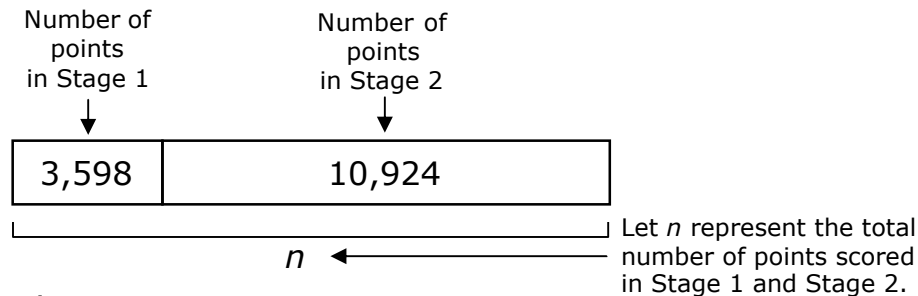 Number of
points
in Stage 1
Number of
points
in Stage 2
3,598
10,924
n
Let n represent the total
number of points scored
in Stage 1 and Stage 2.